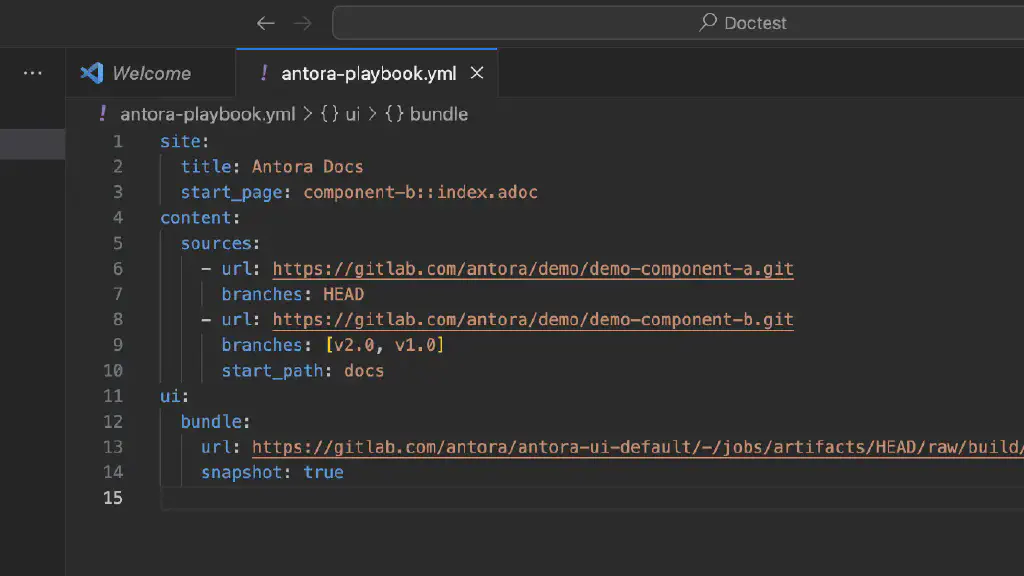 Doctest
Welcome
! antora-playbook.yml
! antora-playbook.yml > {} ui > {} bundle
1 site:
2 title: Antora Docs
3 start_page: component-b::index.adoc
4 content:
5 sources:
6 - url: https://gitlab.com/antora/demo/demo-component-a.git
7 branches: HEAD
8 - url: https://gitlab.com/antora/demo/demo-component-b.git
9 branches: [v2.0, v1.0]
10 start_path: docs
11 ui:
12 bundle:
13 url: https://gitlab.com/antora/antora-ui-default/-/jobs/artifacts/HEAD/raw/build/
14 snapshot: true
15